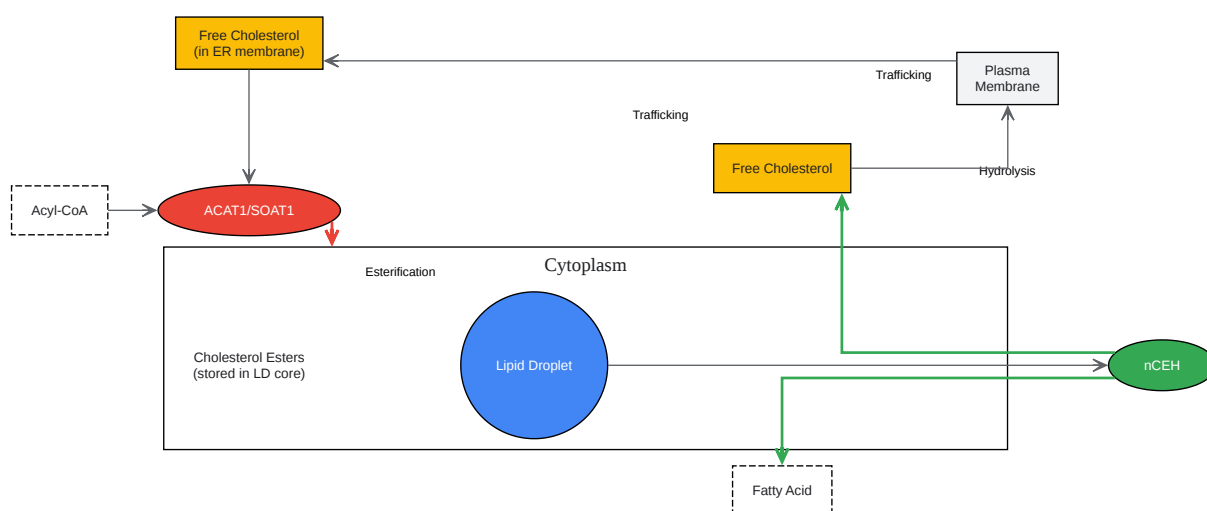 Free Cholesterol
(in ER membrane)
Plasma
Membrane
Trafficking
Trafficking
Free Cholesterol
Hydrolysis
Acyl-CoA
ACAT1/SOAT1
Cytoplasm
Esterification
Cholesterol Esters
(stored in LD core)
Lipid Droplet
nCEH
Fatty Acid